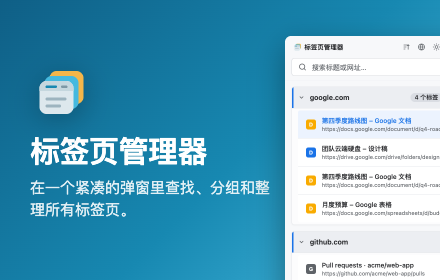 标签页管理器
在一个紧凑的弹窗里查找、分组和整
理所有标签页。
标签页管理器
搜索标题或网址...
google.com
4 个标签
第四季度路线图 – Google 文档
https://docs.google.com/document/d/q4-road
团队云端硬盘 – 设计稿
https://drive.google.com/drive/folders/design
第四季度路线图 – Google 文档
https://docs.google.com/document/d/q4-road
月度预算 – Google 表格
https://docs.google.com/spreadsheets/d/bud
github.com
Pull requests · acme/web-app
https://github.com/acme/web-app/pulls